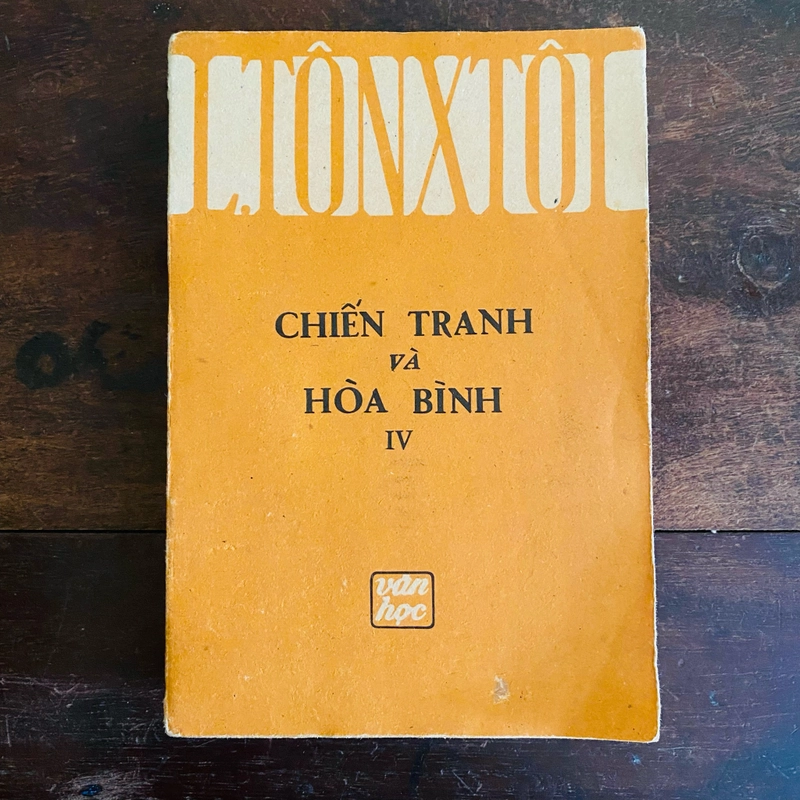 L.TÔNXTÔI
CHIẾN TRANH
VÀ
HÒA BÌNH
IV
văn
học